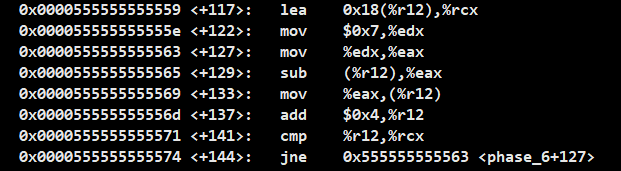 0x0000555555555559 <+117>: lea 0x18(%r12),%rcx
0x000055555555555e <+122>: mov $0x7,%edx
0x0000555555555563 <+127>: mov %edx,%eax
0x0000555555555565 <+129>: sub (%r12),%eax
0x0000555555555569 <+133>: mov %eax,(%r12)
0x000055555555556d <+137>: add $0x4,%r12
0x0000555555555571 <+141>: cmp %r12,%rcx
0x0000555555555574 <+144>: jne 0x555555555563 <phase_6+127>